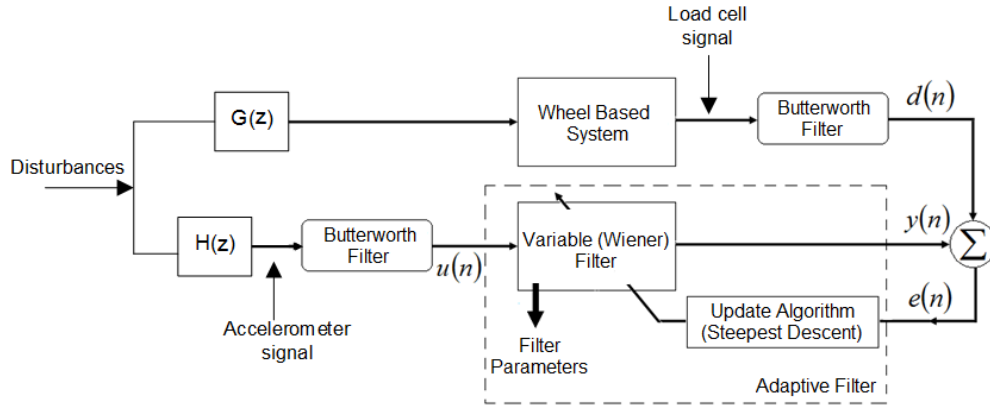 Load cell
signal
G(z)
Wheel Based
System
Butterworth
Filter
d(n)
Disturbances
H(z)
Butterworth
Filter
u(n)
Variable (Wiener)
Filter
y(n)
Σ
e(n)
Accelerometer
signal
Filter
Parameters
Update Algorithm
(Steepest Descent)
Adaptive Filter